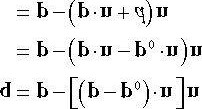 = b − (b · u + q) u
= b − (b · u − b⁰ · u) u
d = b − [(b − b⁰) · u] u